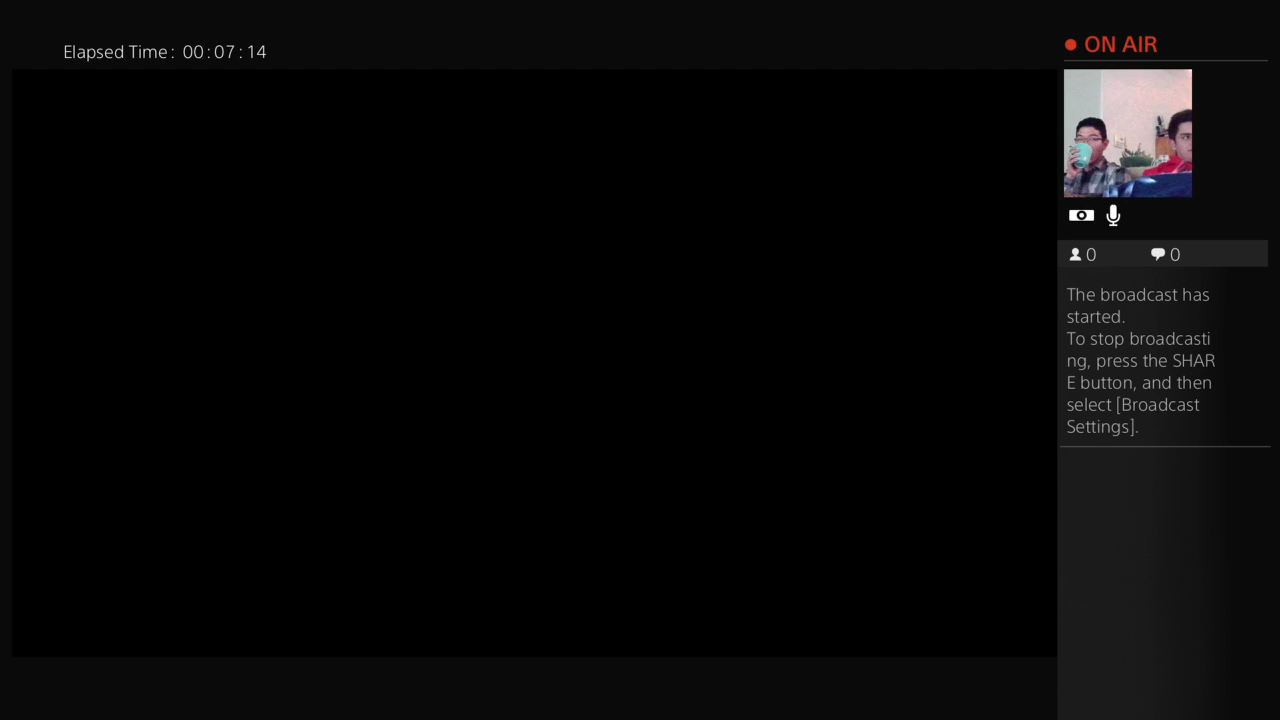 Elapsed Time: 00:07:14
ON AIR
0 0
The broadcast has
started.
To stop broadcasti
ng, press the SHAR
E button, and then
select [Broadcast
Settings].